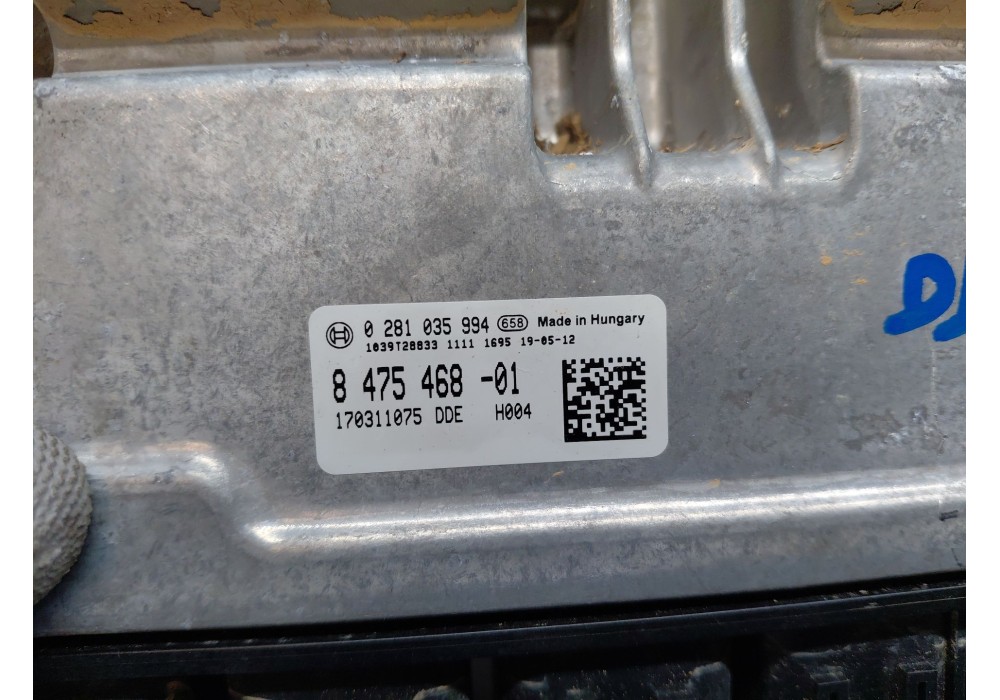 0 281 035 994 658 Made in Hungary
1039T28833 1111 1695 19-05-12
8 475 468 -01
170311075 DDE H004